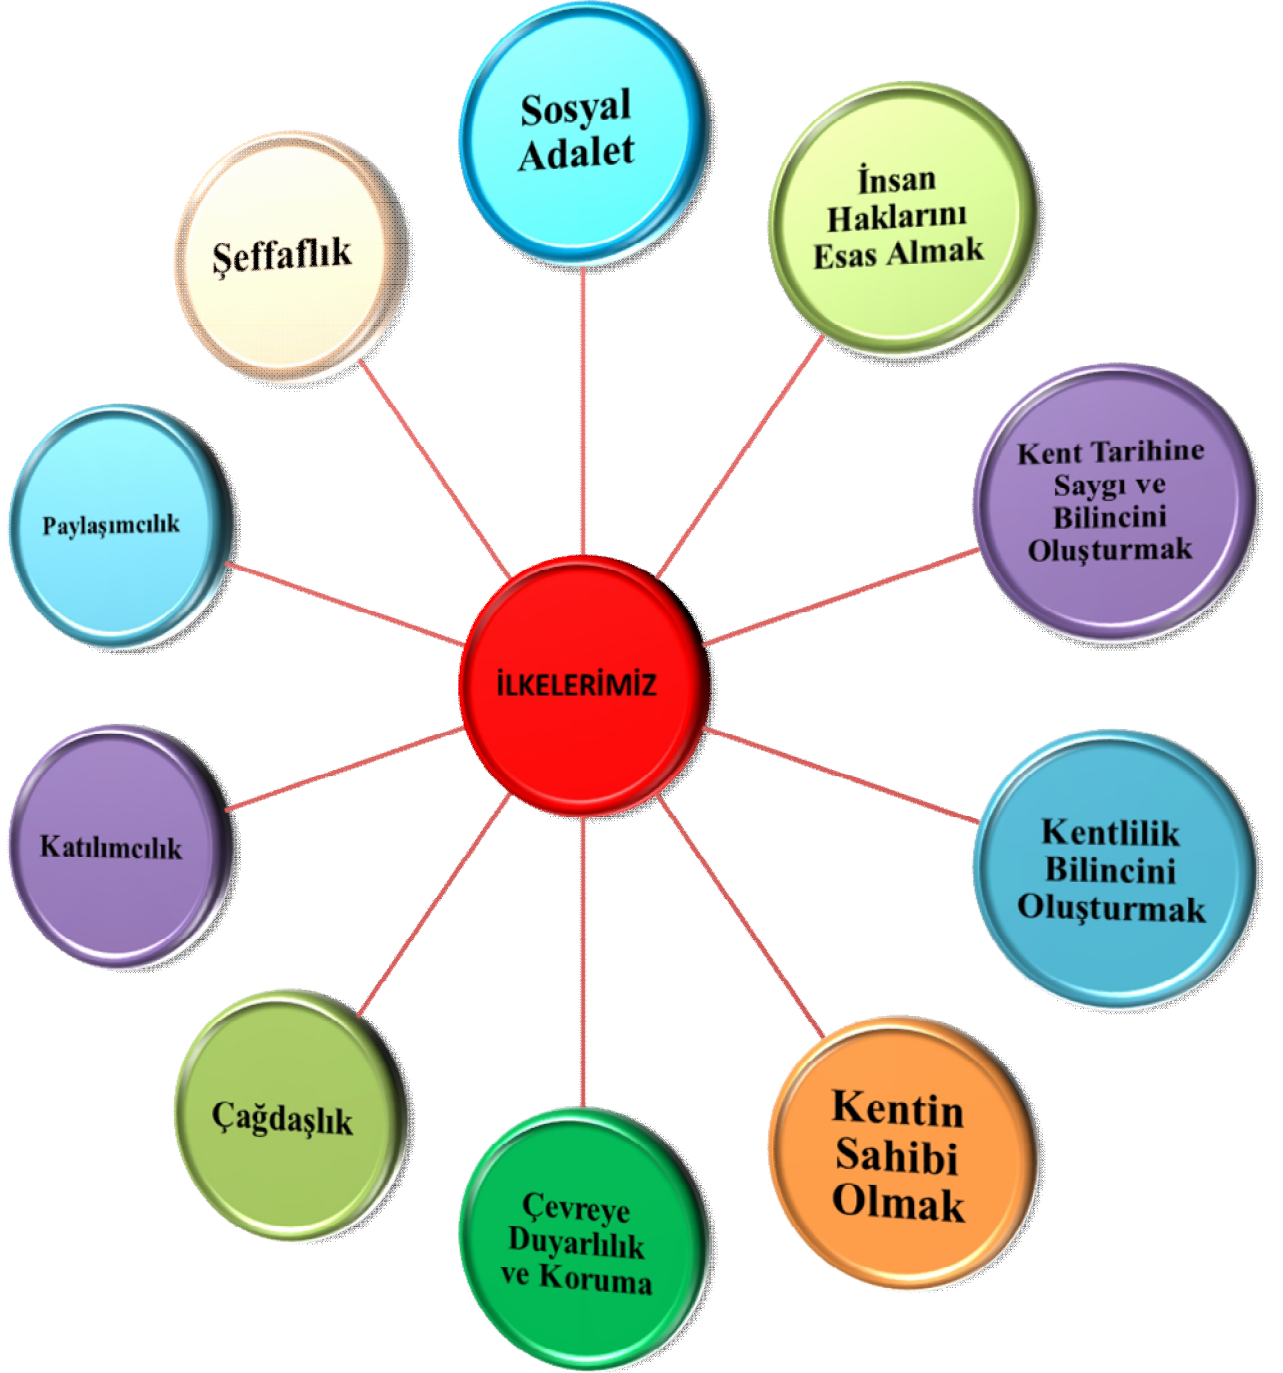 Sosyal
Adalet
İnsan
Haklarını
Esas Almak
Kent Tarihine
Saygı ve
Bilincini
Oluşturmak
Kentlilik
Bilincini
Oluşturmak
Kentin
Sahibi
Olmak
Çevreye
Duyarlılık
ve Koruma
Çağdaşlık
Katılımcılık
Paylaşımcılık
Şeffaflık
İLKELERİMİZ